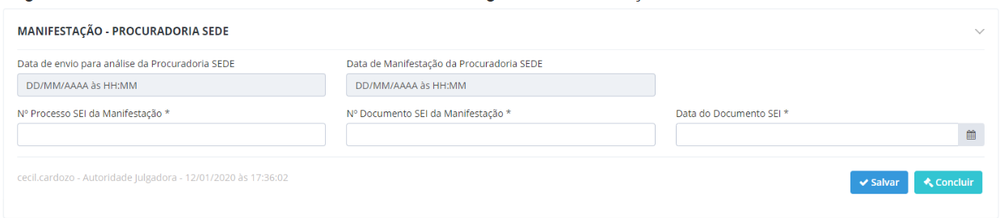 MANIFESTAÇÃO - PROCURADORIA SEDE
Data de envio para análise da Procuradoria SEDE
Data de Manifestação da Procuradoria SEDE
DD/MM/AAAA às HH:MM
DD/MM/AAAA às HH:MM
Nº Processo SEI da Manifestação *
Nº Documento SEI da Manifestação *
Data do Documento SEI *
cecil.cardozo - Autoridade Julgadora - 12/01/2020 às 17:36:02
Salvar
Concluir